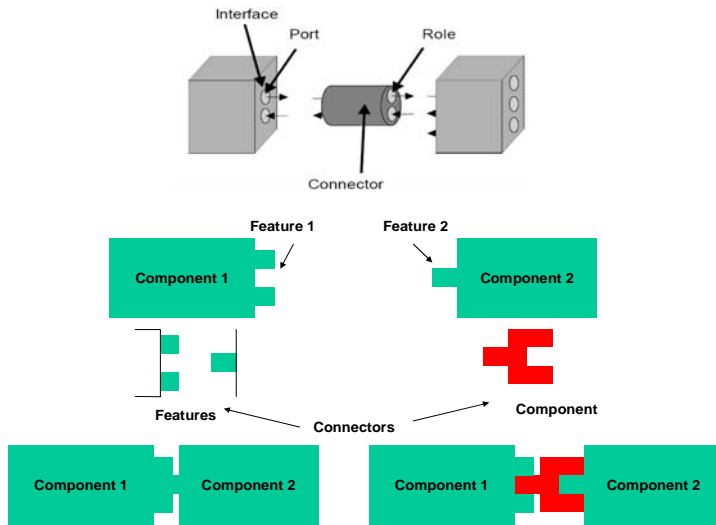 Interface
Port
Role
Connector
Feature 1
Feature 2
Component 1
Component 2
Features
Connectors
Component
Component 1
Component 2
Component 1
Component 2